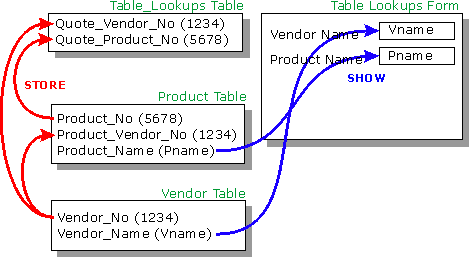 Table_Lookups Table
Quote_Vendor_No (1234)
Quote_Product_No (5678)
Table Lookups Form
Vendor Name
Vname
Product Name
Pname
STORE
SHOW
Product Table
Product_No (5678)
Product_Vendor_No (1234)
Product_Name (Pname)
Vendor Table
Vendor_No (1234)
Vendor_Name (Vname)